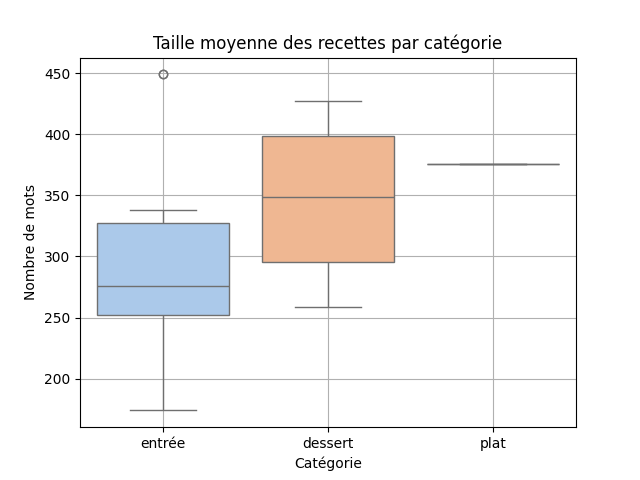 Taille moyenne des recettes par catégorie
450
400
350
300
250
200
Nombre de mots
entrée dessert plat
Catégorie